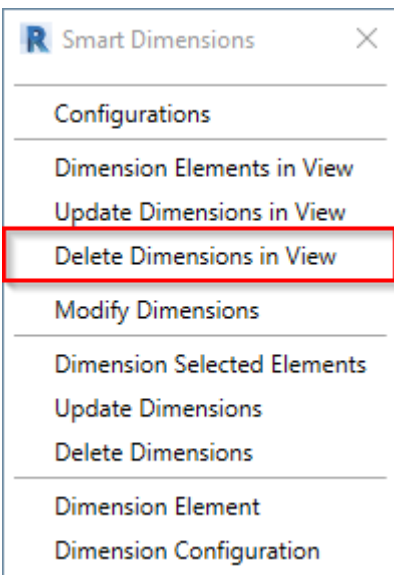 R Smart Dimensions
Configurations
Dimension Elements in View
Update Dimensions in View
Delete Dimensions in View
Modify Dimensions
Dimension Selected Elements
Update Dimensions
Delete Dimensions
Dimension Element
Dimension Configuration